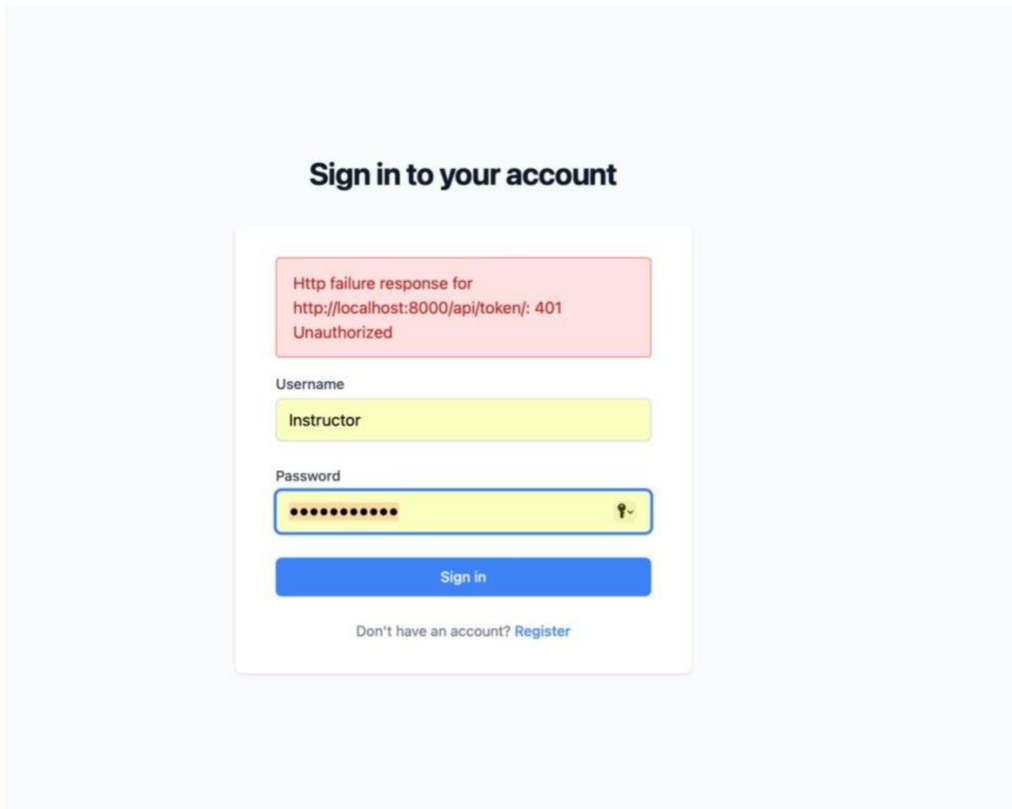 Sign in to your account
Http failure response for
http://localhost:8000/api/token/: 401
Unauthorized
Username
Instructor
Password
•••••••••••
Sign in
Don't have an account? Register